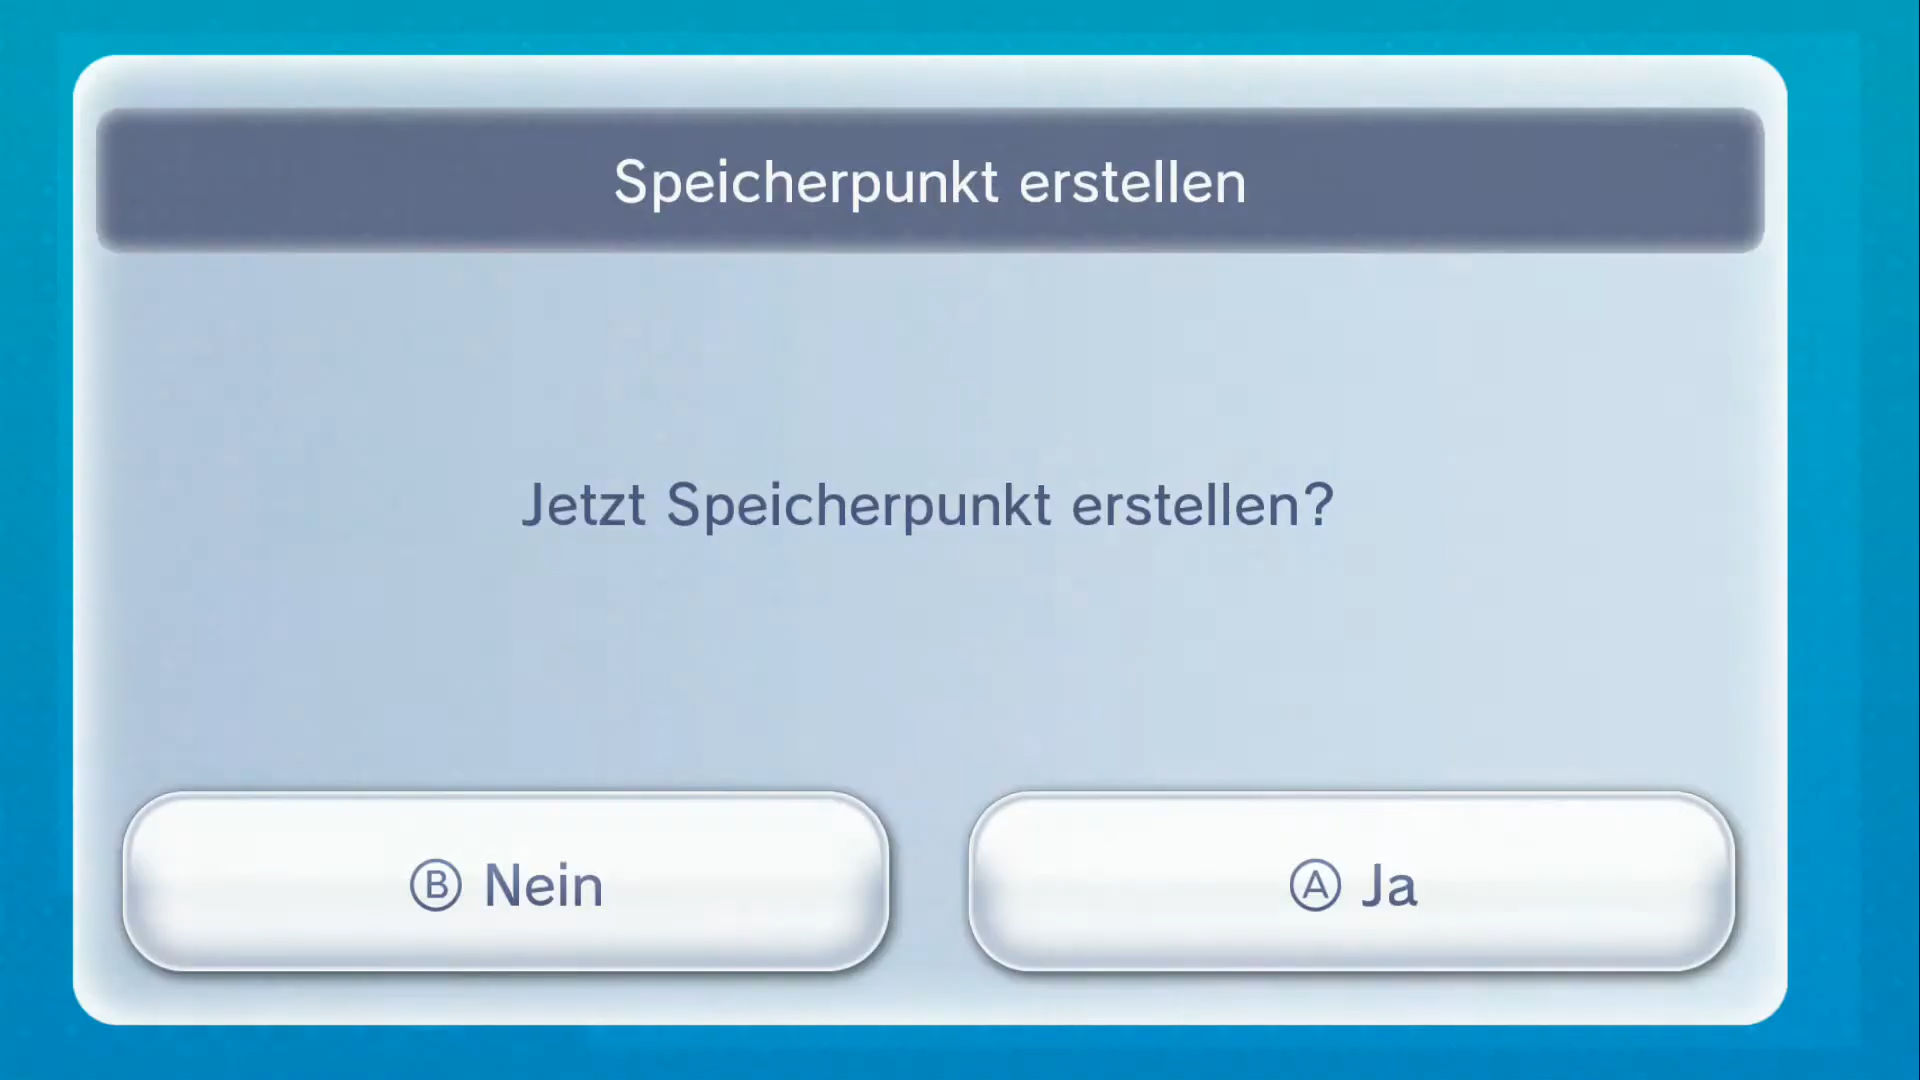 Speicherpunkt erstellen
Jetzt Speicherpunkt erstellen?
Ⓑ Nein
Ⓐ Ja